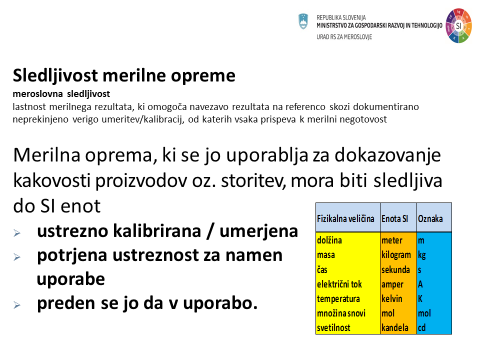 REPUBLIKA SLOVENIJA
MINISTRSTVO ZA GOSPODARSKI RAZVOJ IN TEHNOLOGIJO
URAD RS ZA MEROSLOVJE
SI
Sledljivost merilne opreme
meroslovna sledljivost
lastnost merilnega rezultata, ki omogoča navezavo rezultata na referenco skozi dokumentirano
neprekinjeno verigo umeritev/kalibracij, od katerih vsaka prispeva k merilni negotovost
Merilna oprema, ki se jo uporablja za dokazovanje
kakovosti proizvodov oz. storitev, mora biti sledljiva
do SI enot
ustrezno kalibrirana / umerjena
potrjena ustreznost za namen
uporabe
preden se jo da v uporabo.
Fizikalna veličina Enota SI Oznaka
dolžina meter m
masa kilogram kg
čas sekunda s
električni tok amper A
temperatura kelvin K
množina snovi mol mol
svetilnost kandela cd